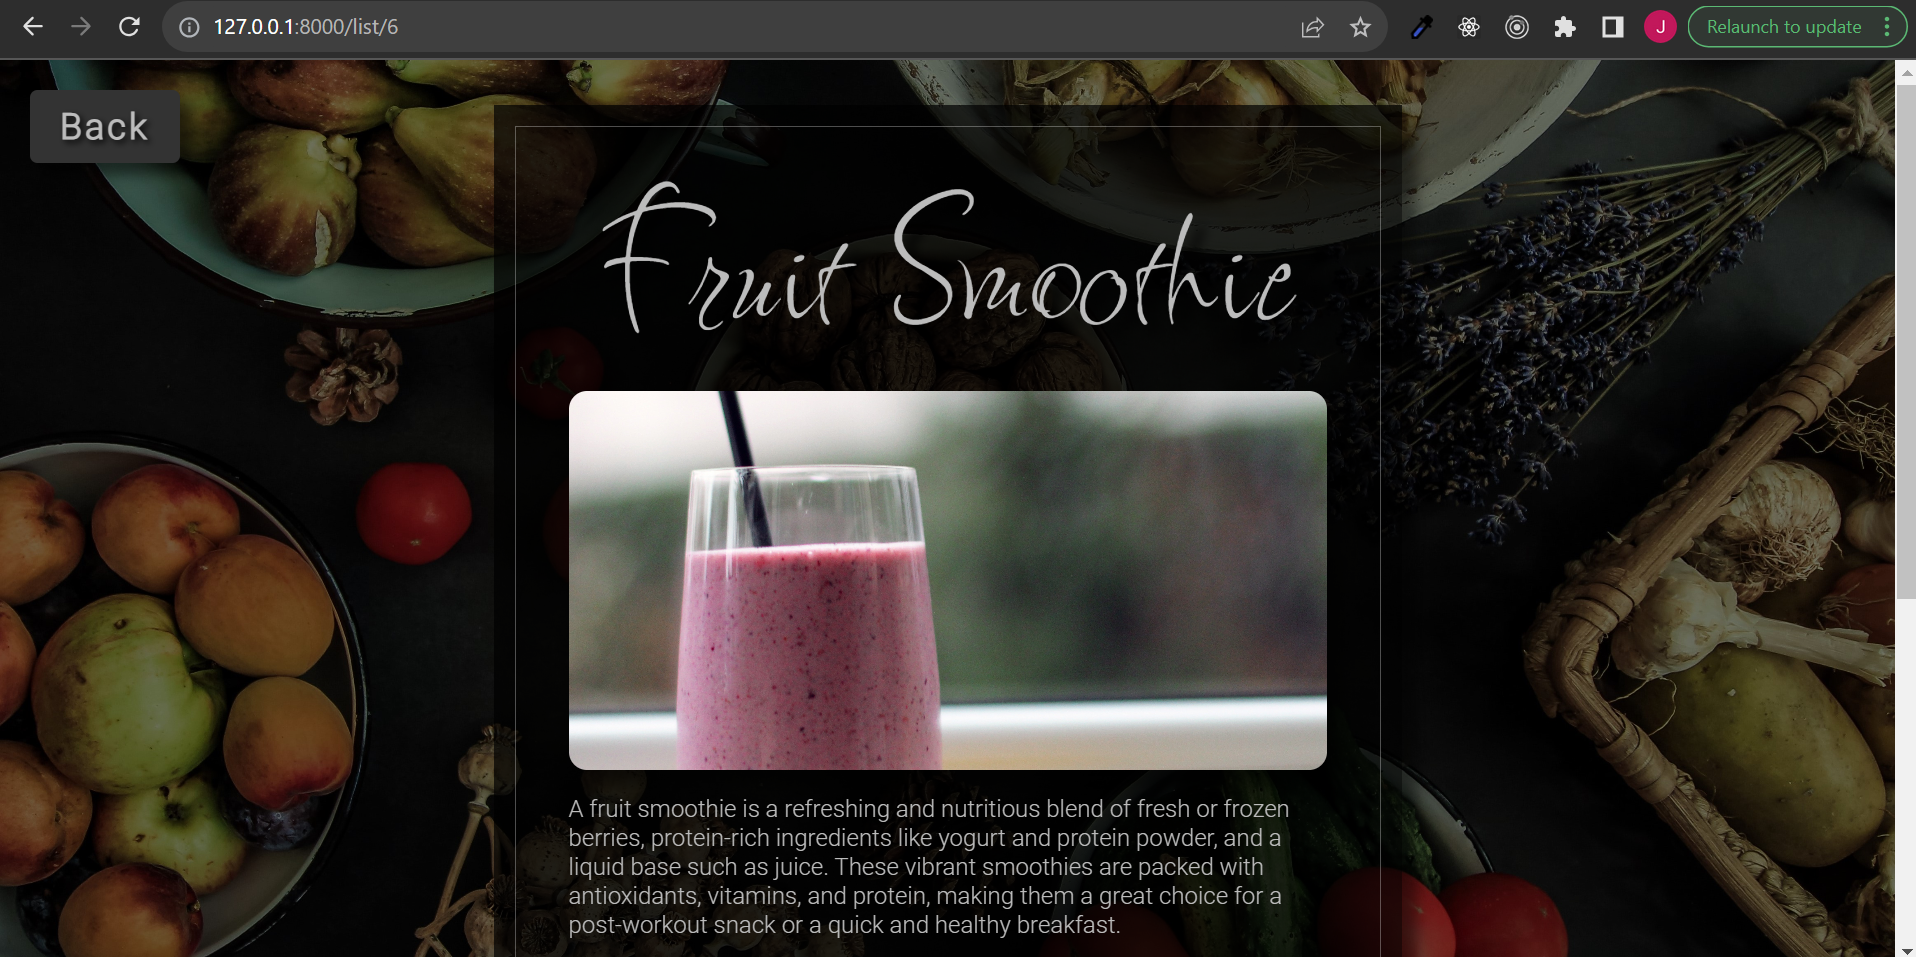 127.0.0.1:8000/list/6
J
Relaunch to update
Back
Fruit Smoothie
A fruit smoothie is a refreshing and nutritious blend of fresh or frozen
berries, protein-rich ingredients like yogurt and protein powder, and a
liquid base such as juice. These vibrant smoothies are packed with
antioxidants, vitamins, and protein, making them a great choice for a
post-workout snack or a quick and healthy breakfast.